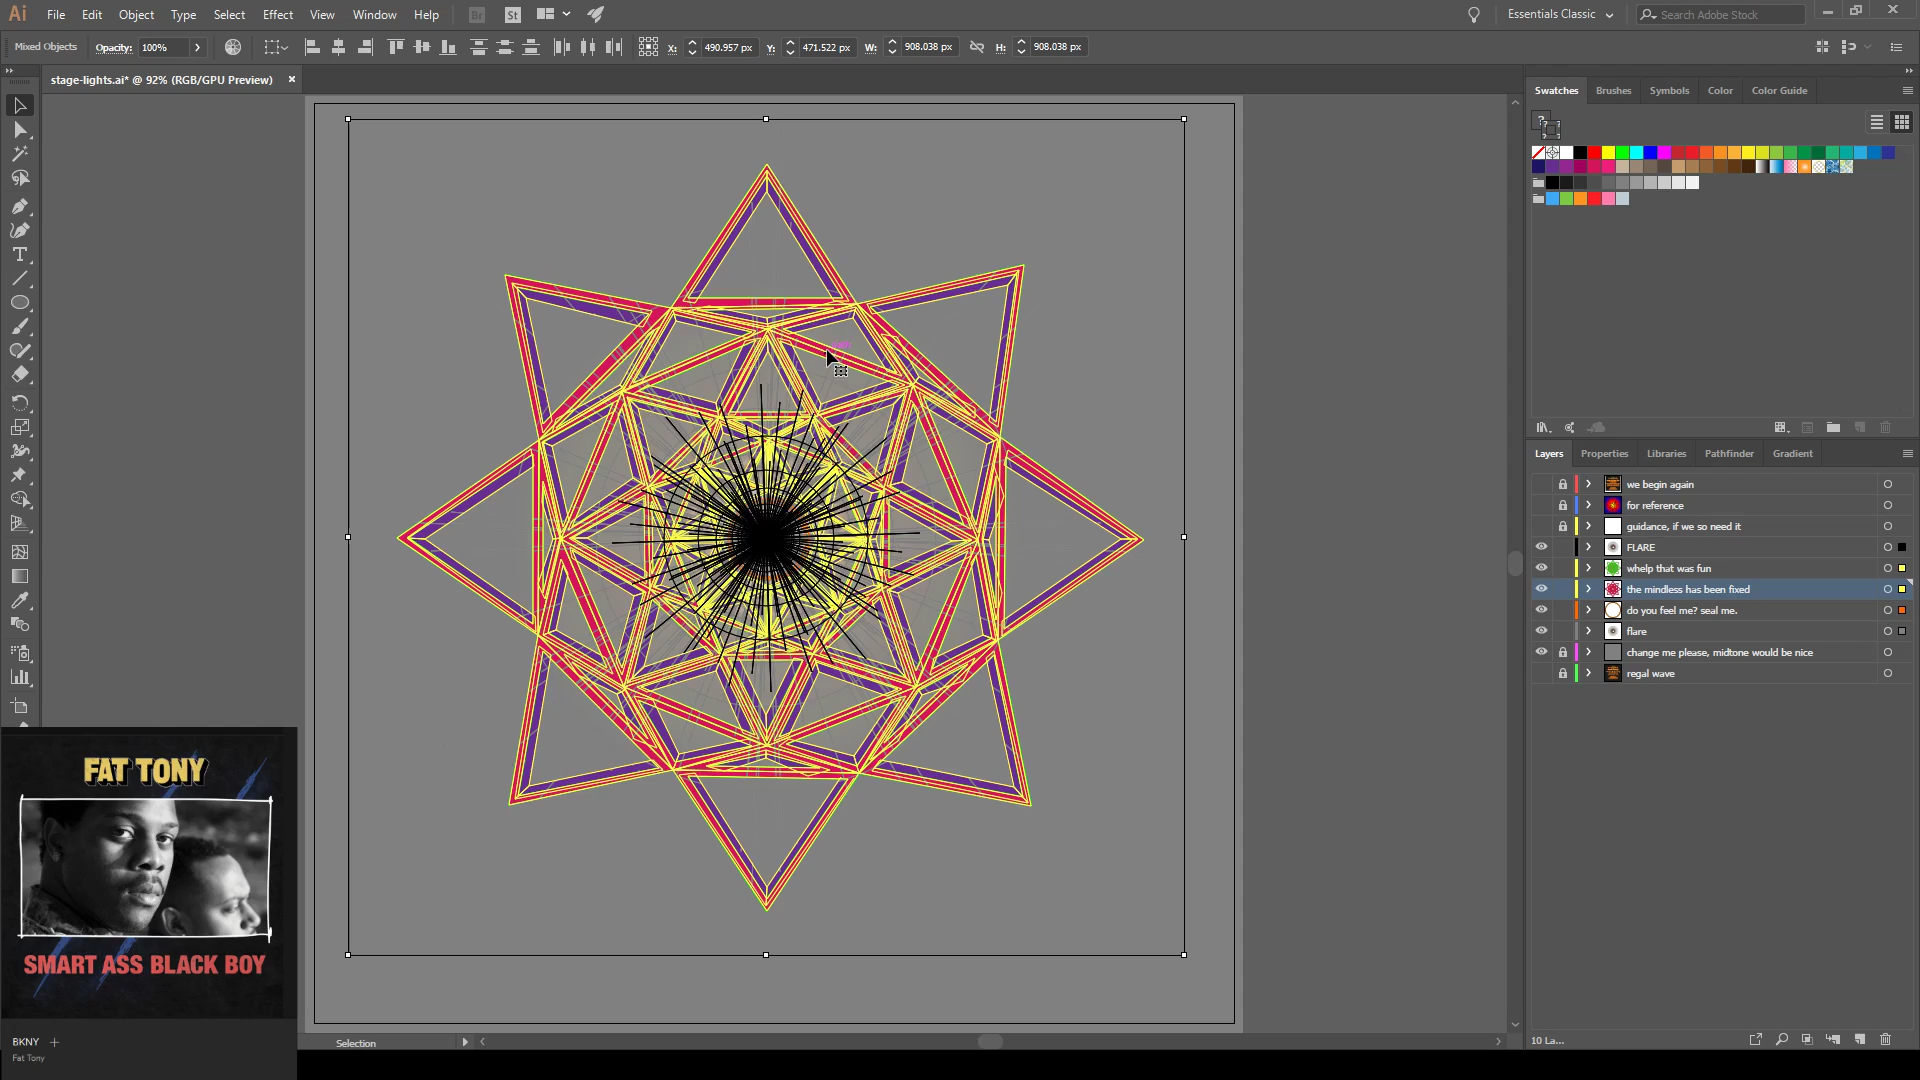 Ai File Edit Object Type Select Effect View Window Help Br St Essentials Classic Search Adobe Stock
Mixed Objects Opacity: 100% X: 490.957 px Y: 471.522 px W: 908.038 px H: 908.038 px
stage-lights.ai* @ 92% (RGB/GPU Preview) ×
Swatches Brushes Symbols Color Color Guide
Layers Properties Libraries Pathfinder Gradient
we begin again
for reference
guidance, if we so need it
FLARE
whelp that was fun
the mindless has been fixed
do you feel me? seal me.
flare
change me please, midtone would be nice
regal wave
10 La...
FAT TONY
SMART ASS BLACK BOY
BKNY +
Fat Tony
Selection